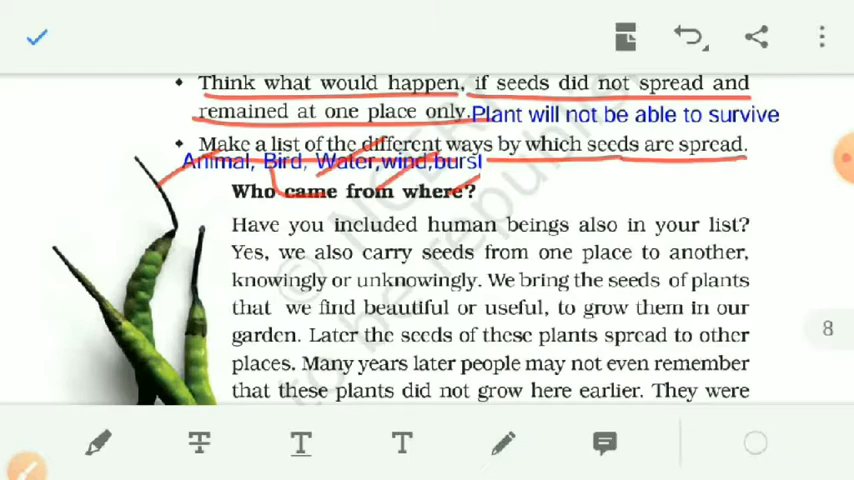 • Think what would happen, if seeds did not spread and
remained at one place only. Plant will not be able to survive
• Make a list of the different ways by which seeds are spread.
Animal, Bird, Water,wind,burst
Who came from where?
Have you included human beings also in your list?
Yes, we also carry seeds from one place to another,
knowingly or unknowingly. We bring the seeds of plants
that we find beautiful or useful, to grow them in our
garden. Later the seeds of these plants spread to other
places. Many years later people may not even remember
that these plants did not grow here earlier. They were
8
© NCERT
to be republi
T T T